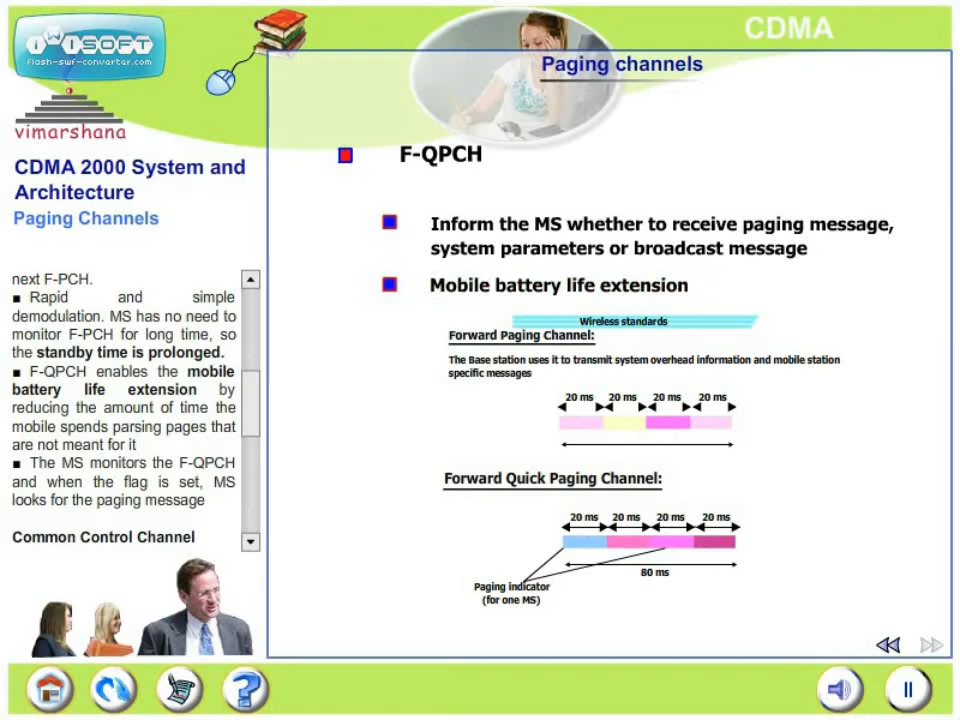 iWiSOFT
flash-swf-converter.com
CDMA
Paging channels
vimarshana
CDMA 2000 System and
Architecture
Paging Channels
next F-PCH.
■ Rapid and simple
demodulation. MS has no need to
monitor F-PCH for long time, so
the standby time is prolonged.
■ F-QPCH enables the mobile
battery life extension by
reducing the amount of time the
mobile spends parsing pages that
are not meant for it
■ The MS monitors the F-QPCH
and when the flag is set, MS
looks for the paging message
Common Control Channel
F-QPCH
Inform the MS whether to receive paging message,
system parameters or broadcast message
Mobile battery life extension
Wireless standards
Forward Paging Channel:
The Base station uses it to transmit system overhead information and mobile station
specific messages
20 ms 20 ms 20 ms 20 ms
Forward Quick Paging Channel:
20 ms 20 ms 20 ms 20 ms
80 ms
Paging indicator
(for one MS)